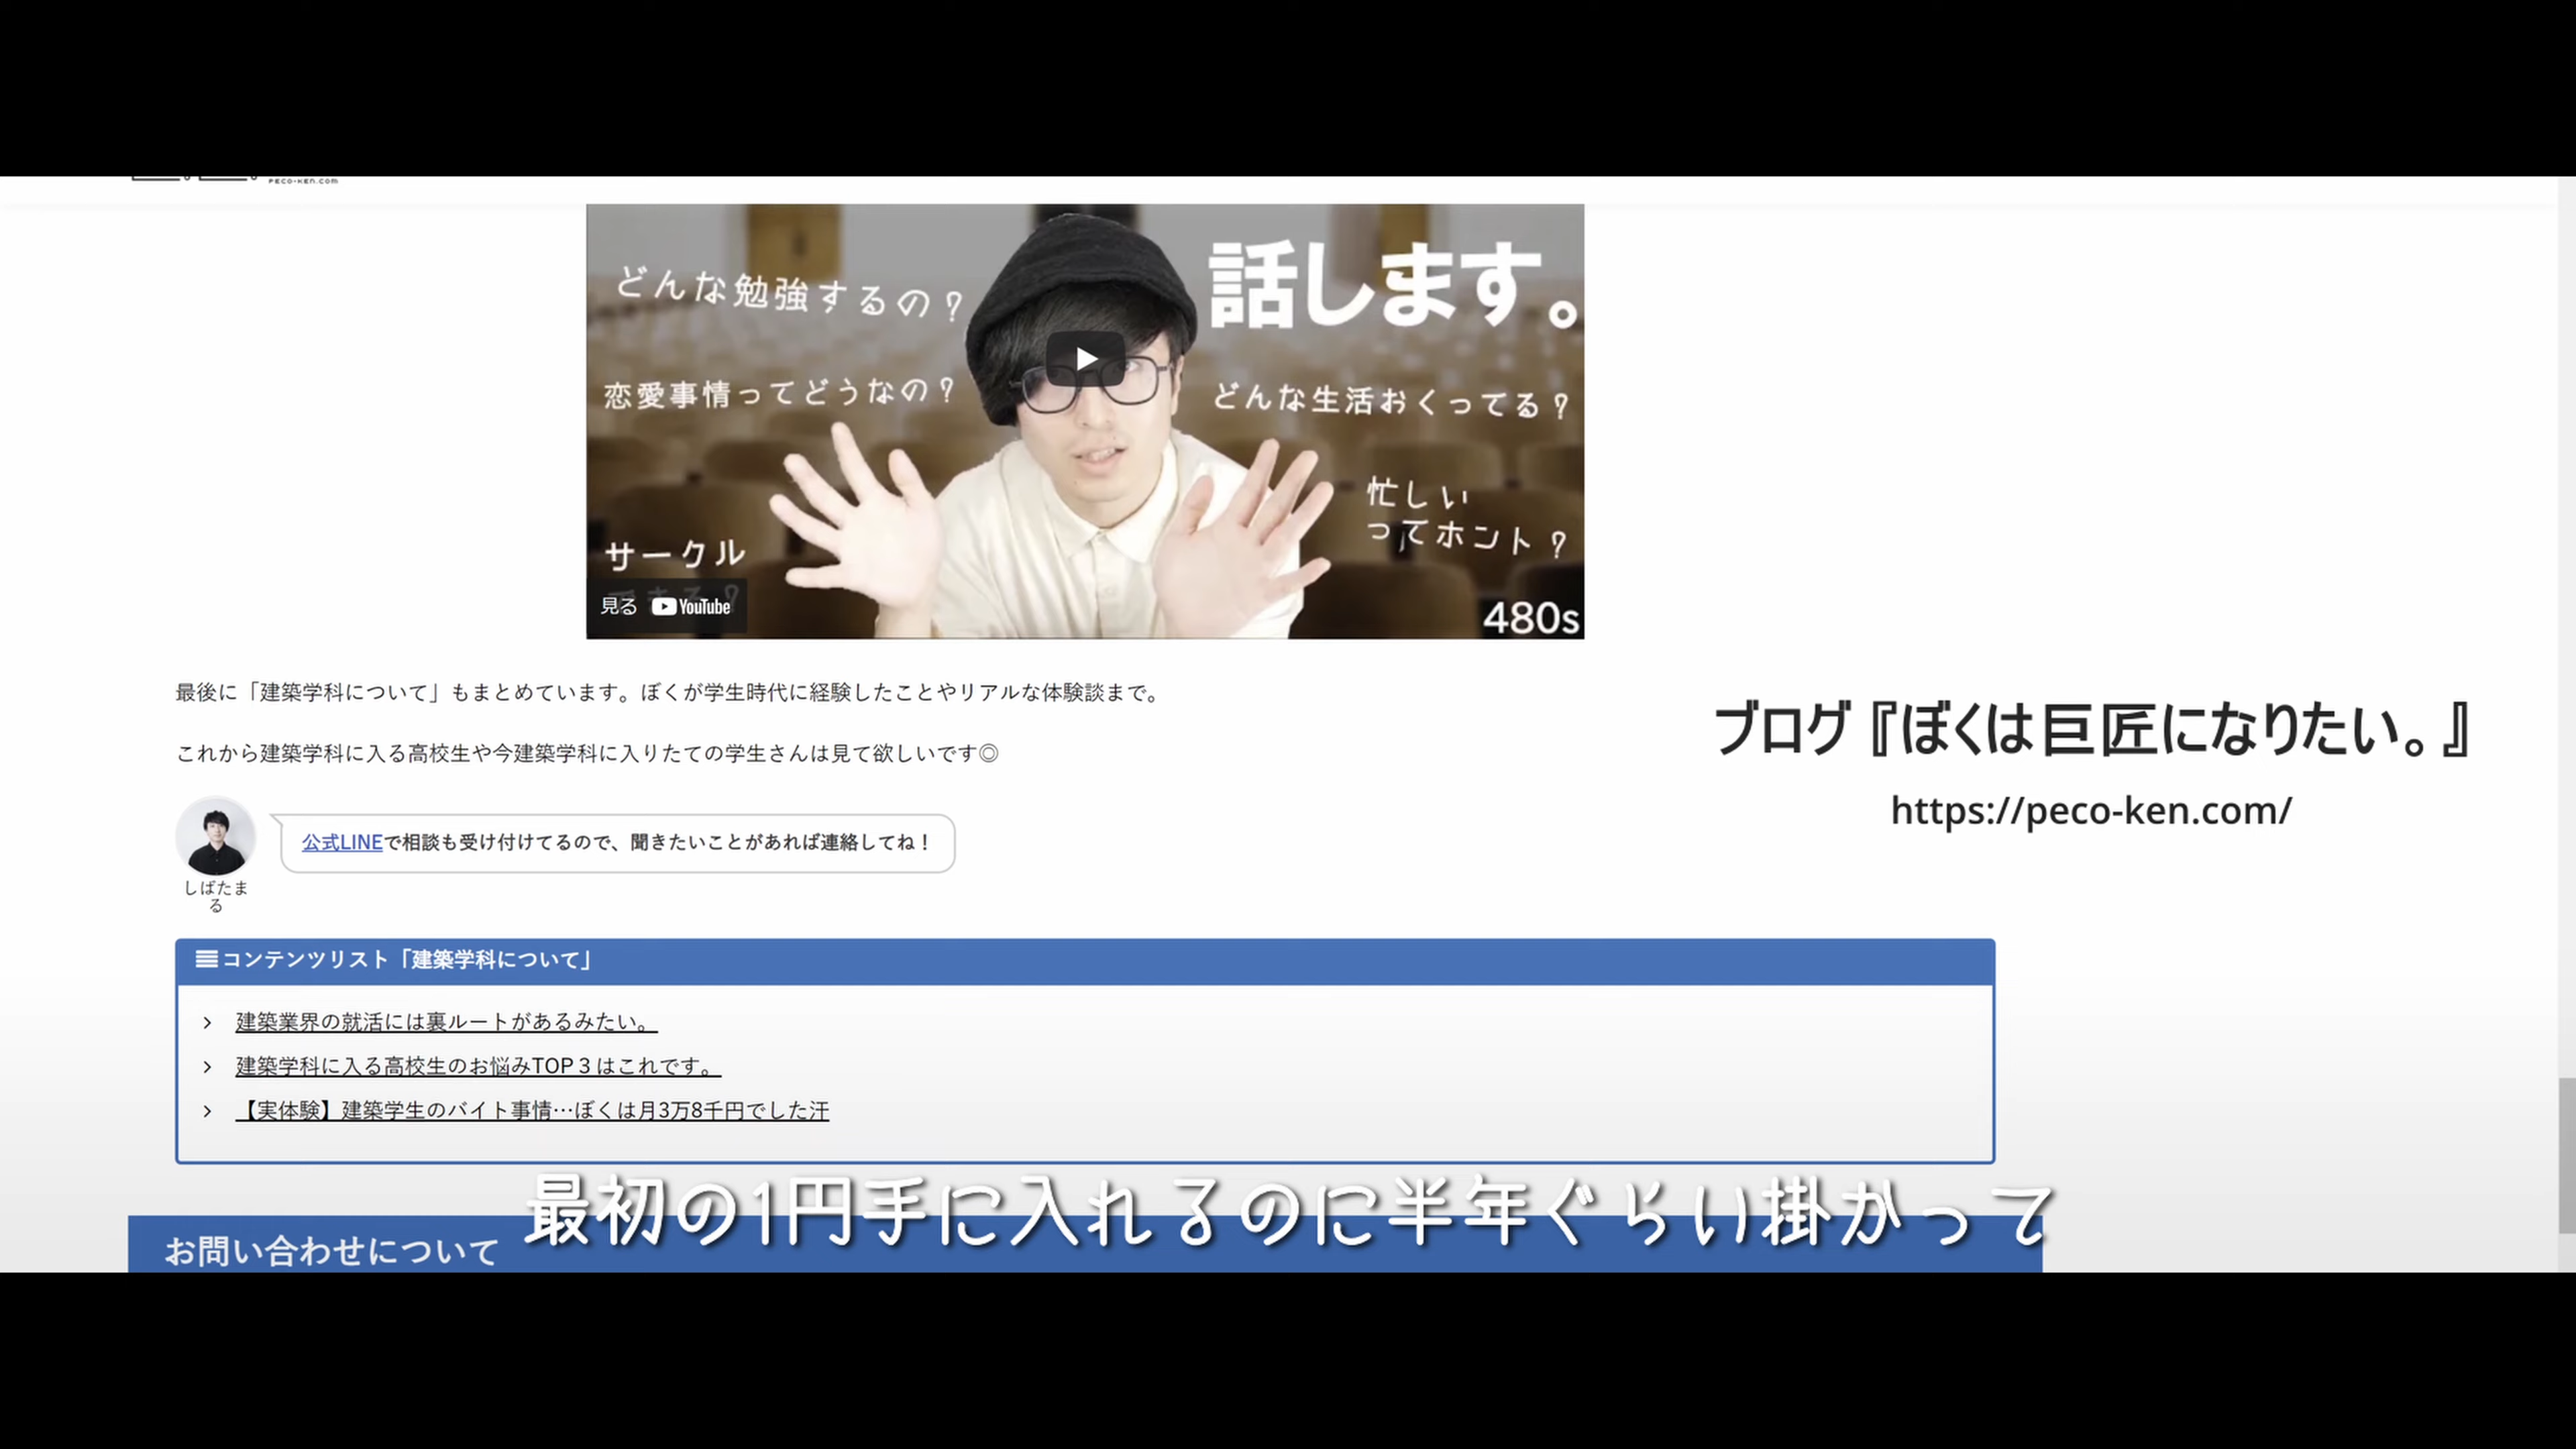 PECO-KEN.COM
どんな勉強するの？
話します。
恋愛事情ってどうなの？
どんな生活おくってる？
忙しい
ってホント？
サークル
できる？
見る YouTube
480s
最後に「建築学科について」もまとめています。ぼくが学生時代に経験したことやリアルな体験談まで。
これから建築学科に入る高校生や今建築学科に入りたての学生さんは見て欲しいです◎
ブログ『ぼくは巨匠になりたい。』
https://peco-ken.com/
公式LINEで相談も受け付けてるので、聞きたいことがあれば連絡してね！
しばたま
る
コンテンツリスト「建築学科について」
建築業界の就活には裏ルートがあるみたい。
建築学科に入る高校生のお悩みTOP３はこれです。
【実体験】建築学生のバイト事情…ぼくは月3万8千円でした汗
最初の1円手に入れるのに半年ぐらい掛かって
お問い合わせについて